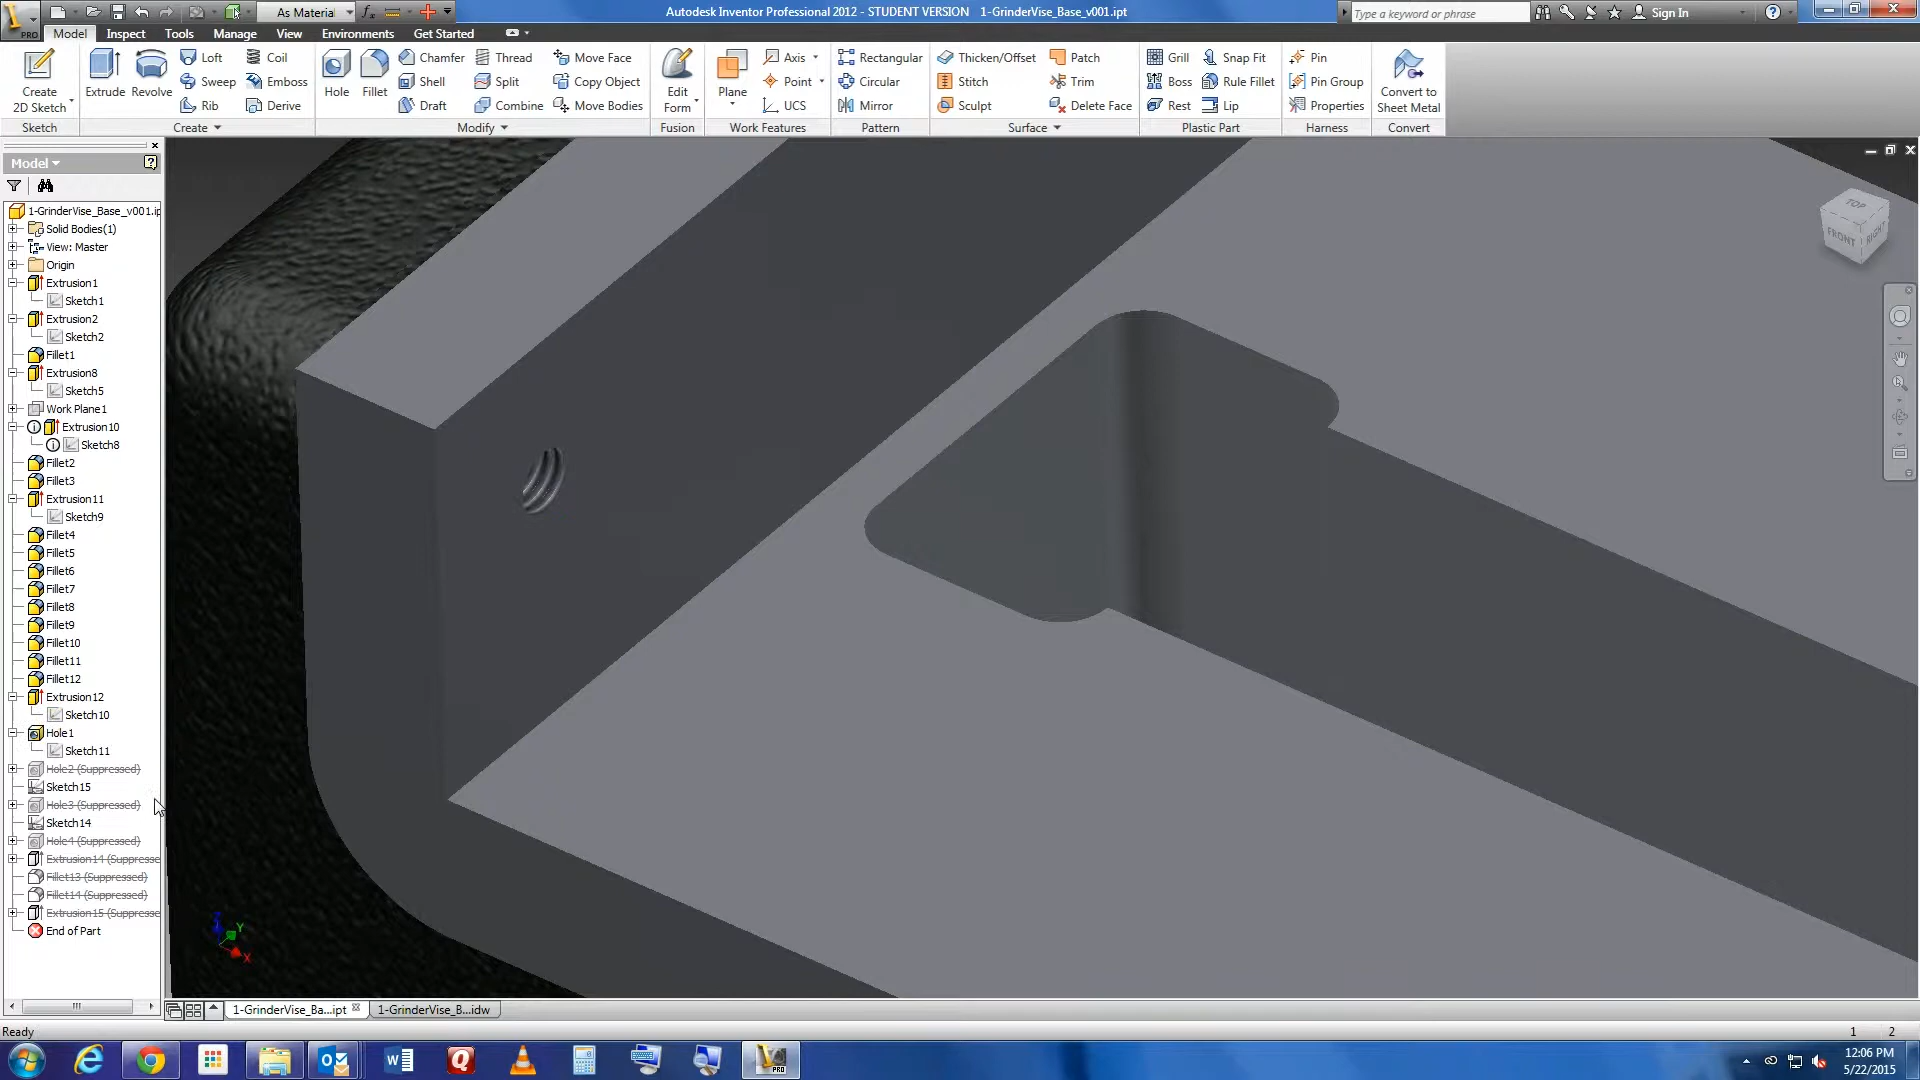 As Material
Autodesk Inventor Professional 2012 - STUDENT VERSION 1-GrinderVise_Base_v001.ipt
Type a keyword or phrase
Sign In
PRO
Model Inspect Tools Manage View Environments Get Started
Create
2D Sketch
Sketch
Extrude
Revolve
Loft
Sweep
Rib
Coil
Emboss
Derive
Create
Hole
Fillet
Chamfer
Shell
Draft
Thread
Split
Combine
Move Face
Copy Object
Move Bodies
Modify
Edit
Form
Fusion
Plane
Axis
Point
UCS
Work Features
Rectangular
Circular
Mirror
Pattern
Thicken/Offset
Stitch
Sculpt
Patch
Trim
Delete Face
Surface
Grill
Boss
Rest
Snap Fit
Rule Fillet
Lip
Plastic Part
Pin
Pin Group
Properties
Harness
Convert to
Sheet Metal
Convert
Model
1-GrinderVise_Base_v001.ip
Solid Bodies(1)
View: Master
Origin
Extrusion1
Sketch1
Extrusion2
Sketch2
Fillet1
Extrusion8
Sketch5
Work Plane1
Extrusion10
Sketch8
Fillet2
Fillet3
Extrusion11
Sketch9
Fillet4
Fillet5
Fillet6
Fillet7
Fillet8
Fillet9
Fillet10
Fillet11
Fillet12
Extrusion12
Sketch10
Hole1
Sketch11
Hole2 (Suppressed)
Sketch15
Hole3 (Suppressed)
Sketch14
Hole4 (Suppressed)
Extrusion14 (Suppresse
Fillet13 (Suppressed)
Fillet14 (Suppressed)
Extrusion15 (Suppresse
End of Part
TOP
FRONT
RIGHT
Z
Y
X
1-GrinderVise_Ba...ipt
1-GrinderVise_B...idw
Ready
1 2
PRO
12:06 PM
5/22/2015